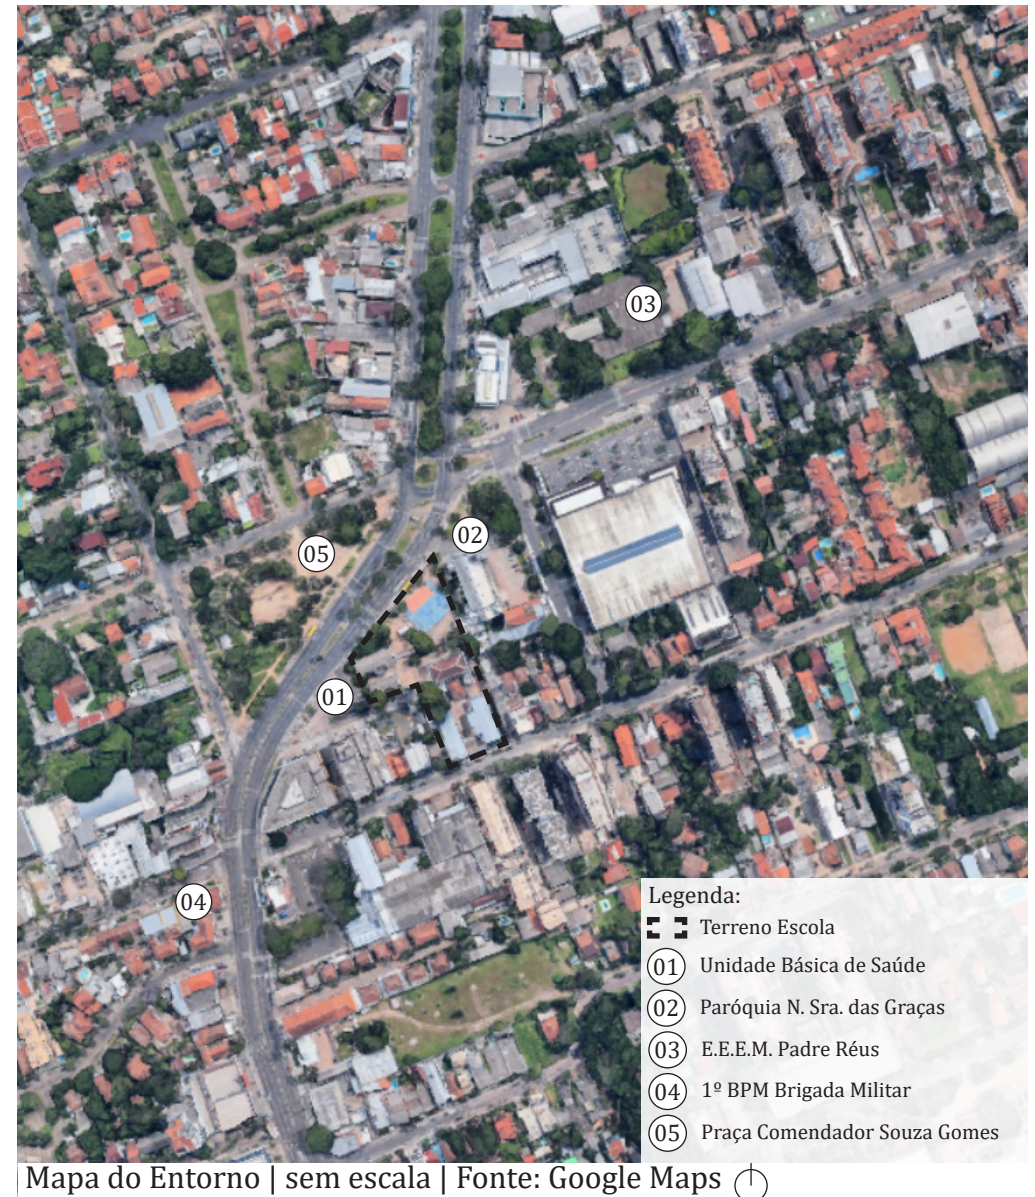 03
02
05
01
04
Legenda:
Terreno Escola
01 Unidade Básica de Saúde
02 Paróquia N. Sra. das Graças
03 E.E.E.M. Padre Réus
04 1º BPM Brigada Militar
05 Praça Comendador Souza Gomes
Mapa do Entorno | sem escala | Fonte: Google Maps